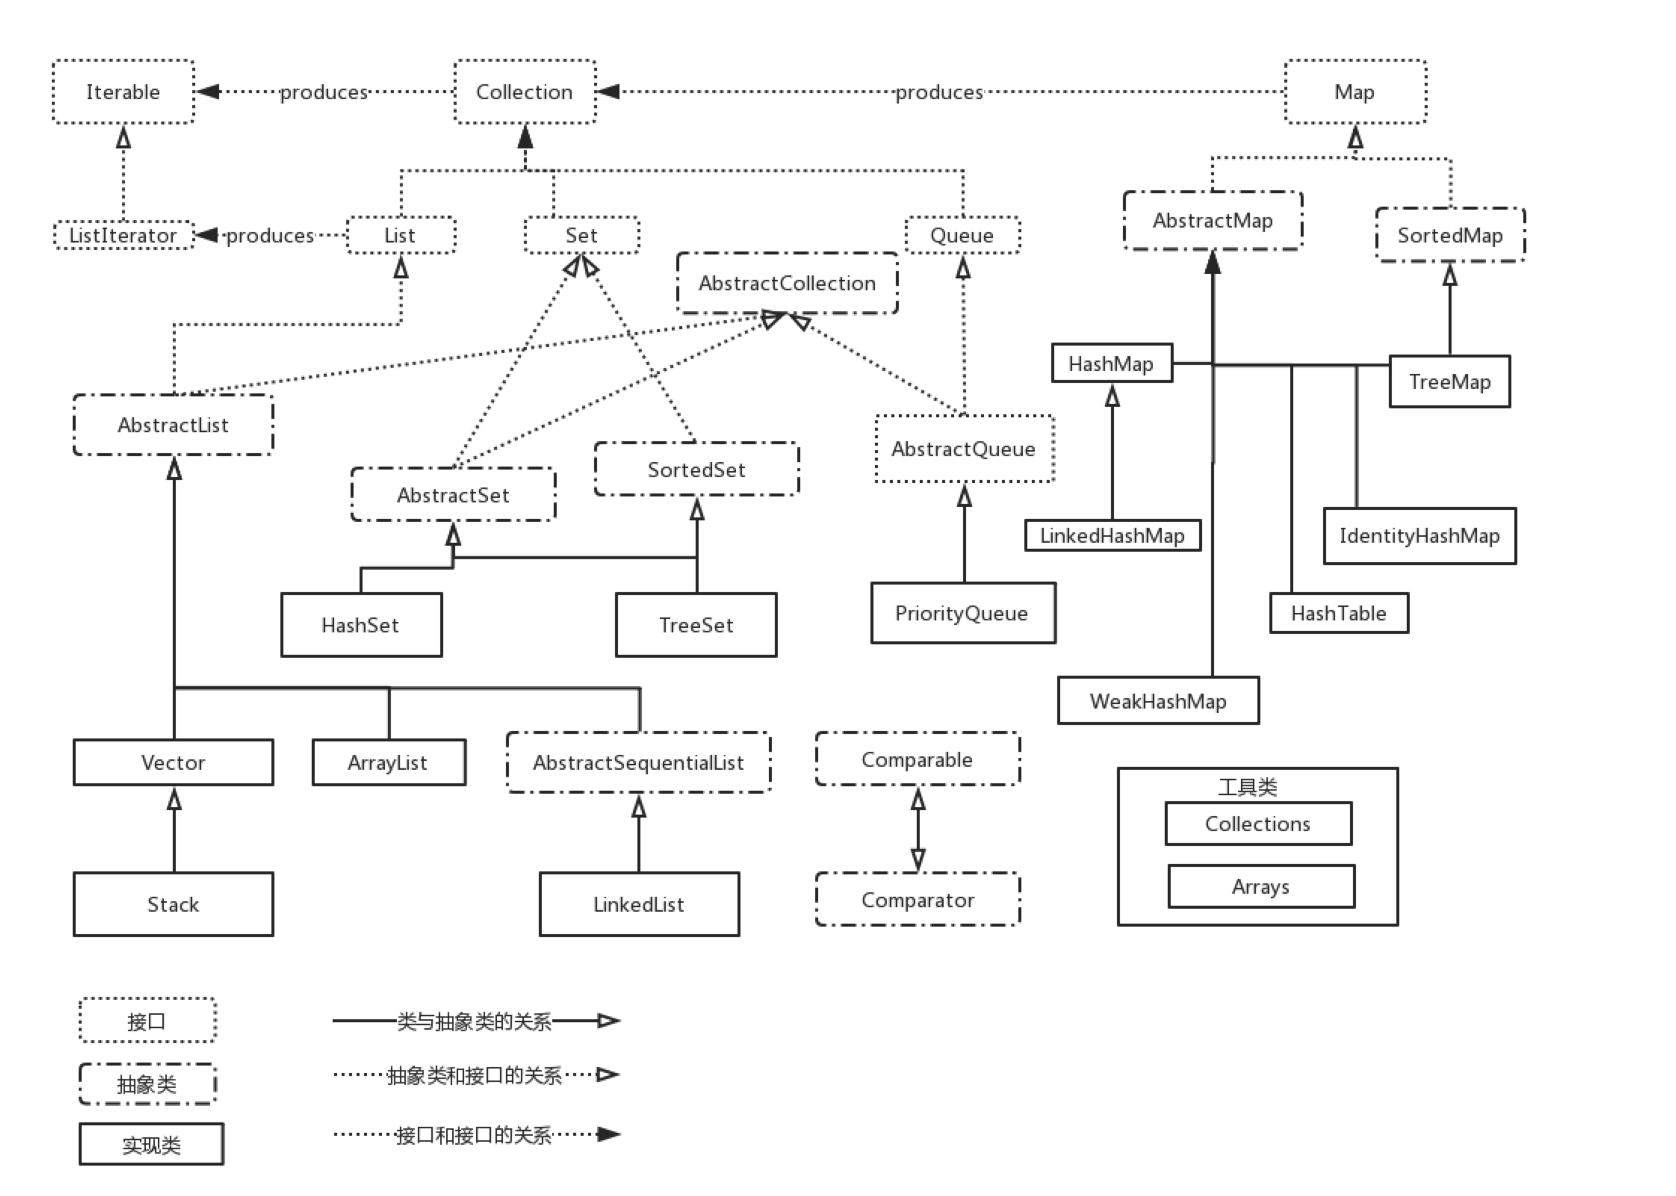 Iterable
produces
Collection
produces
Map
AbstractMap
SortedMap
ListIterator
produces
List
Set
Queue
AbstractCollection
HashMap
TreeMap
AbstractList
AbstractQueue
SortedSet
AbstractSet
LinkedHashMap
IdentityHashMap
HashSet
TreeSet
PriorityQueue
HashTable
WeakHashMap
Vector
ArrayList
AbstractSequentialList
Comparable
工具类
Collections
Arrays
Stack
LinkedList
Comparator
接口
类与抽象类的关系
抽象类
抽象类和接口的关系
实现类
接口和接口的关系